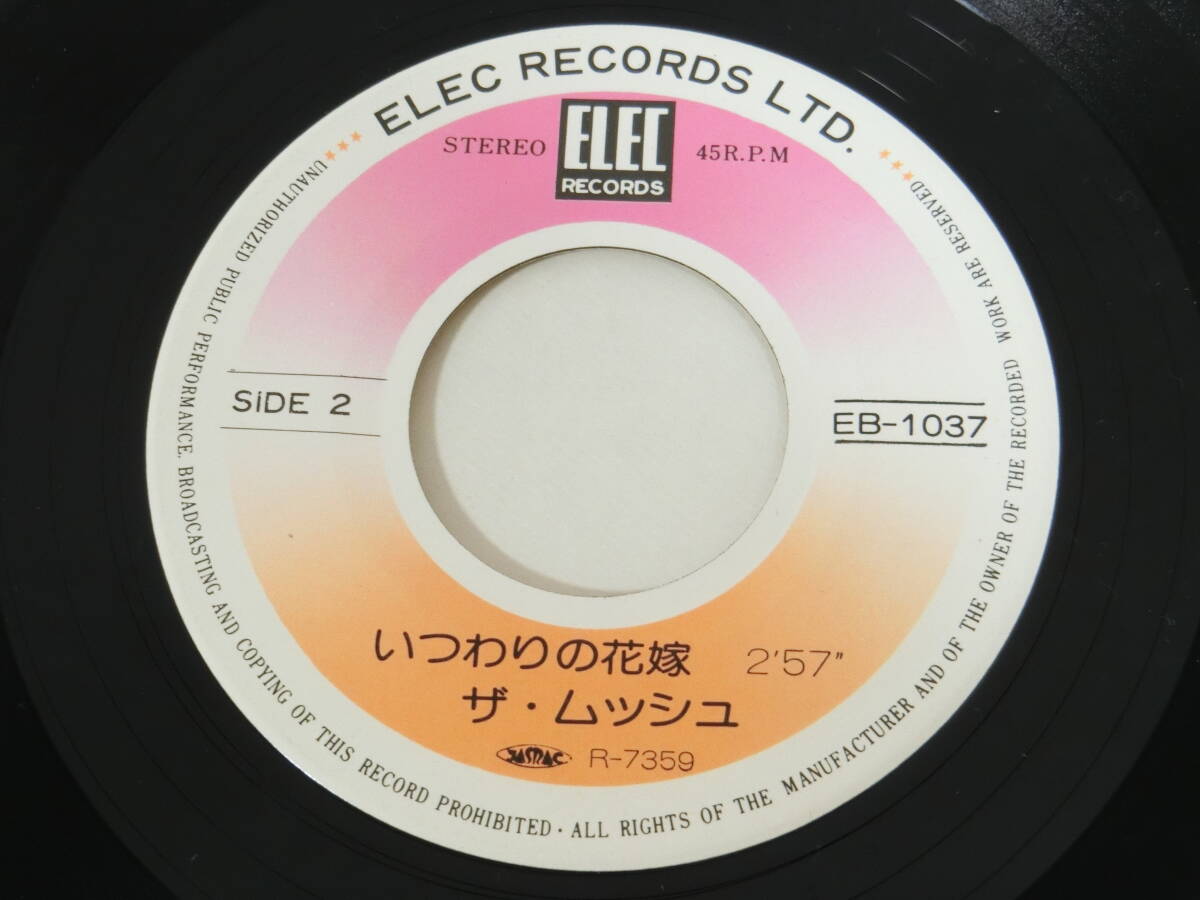 ELEC RECORDS LTD.
STEREO
ELEC
RECORDS
45R.P.M
SiDE 2
EB-1037
いつわりの花嫁 2'57"
ザ・ムッシュ
JASRAC R-7359
UNAUTHORIZED PUBLIC PERFORMANCE. BROADCASTING AND COPYING OF THIS RECORD PROHIBITED · ALL RIGHTS OF THE MANUFACTURER AND OF THE OWNER OF THE RECORDED WORK ARE RESERVED